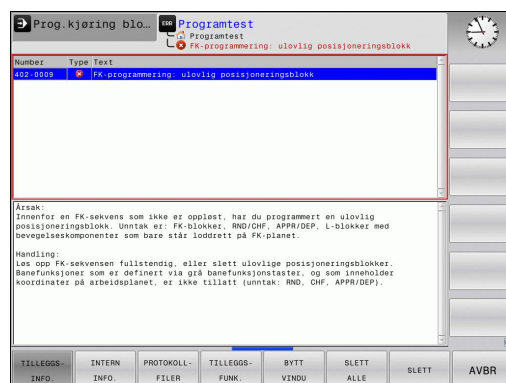 Prog.kjøring blo...
ERR Programtest
Programtest
FK-programmering: ulovlig posisjoneringsblokk
Number Type Text
402-0009 FK-programmering: ulovlig posisjoneringsblokk
Årsak:
Innenfor en FK-sekvens som ikke er oppløst, har du programmert en ulovlig
posisjoneringsblokk. Unntak er: FK-blokker, RND/CHF, APPR/DEP, L-blokker med
bevegelseskomponenter som bare står loddrett på FK-planet.
Handling:
Løs opp FK-sekvensen fullstendig, eller slett ulovlige posisjoneringsblokker.
Banefunksjoner som er definert via grå banefunksjonstaster, og som inneholder
koordinater på arbeidsplanet, er ikke tillatt (unntak: RND, CHF, APPR/DEP).
TILLEGGS-
INFO.
INTERN
INFO.
PROTOKOLL-
FILER
TILLEGGS-
FUNK.
BYTT
VINDU
SLETT
ALLE
SLETT
AVBR